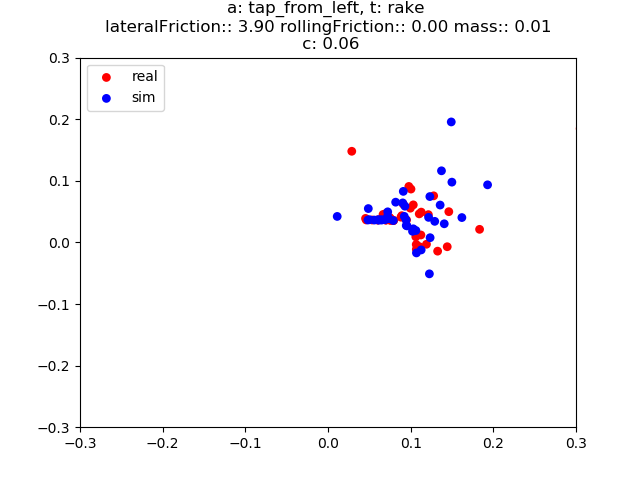 a: tap_from_left, t: rake
lateralFriction:: 3.90 rollingFriction:: 0.00 mass:: 0.01
c: 0.06
real
sim
0.3
0.2
0.1
0.0
−0.1
−0.2
−0.3
−0.3 −0.2 −0.1 0.0 0.1 0.2 0.3